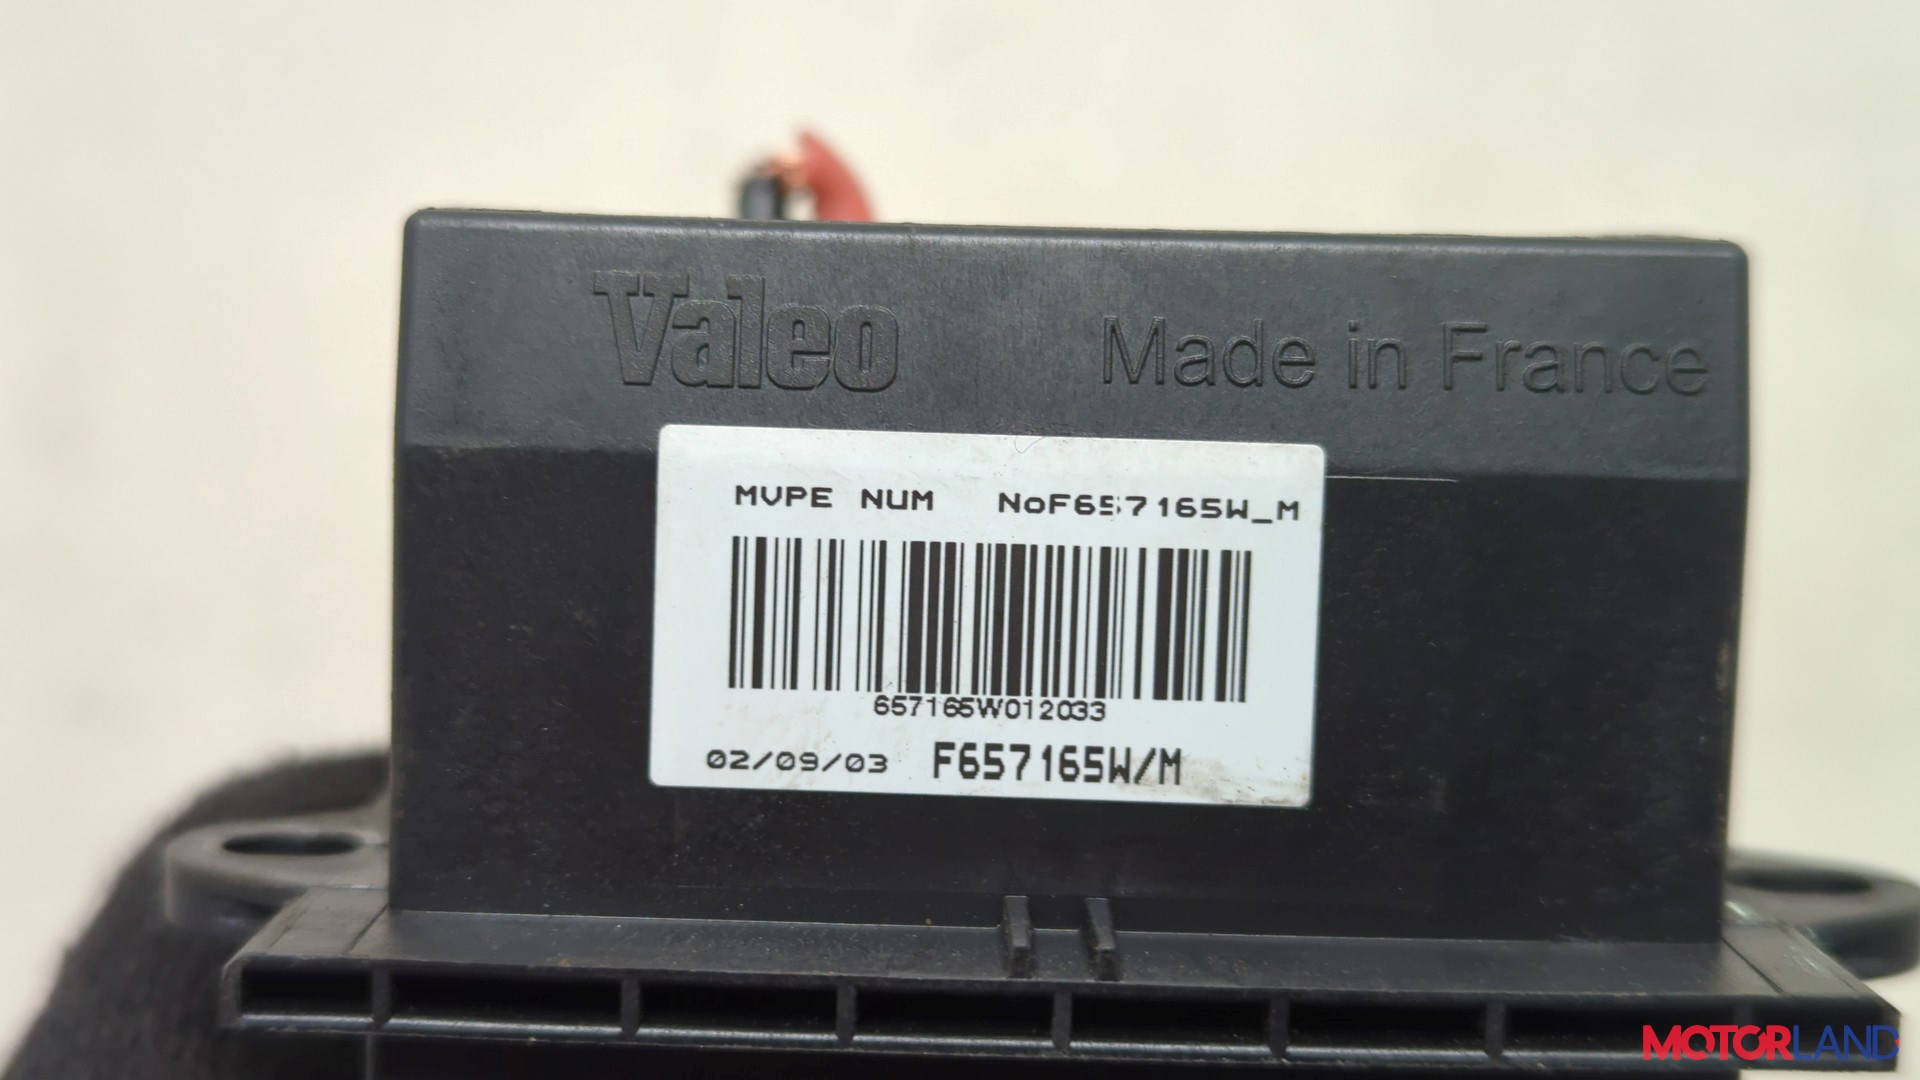 Valeo Made in France
MVPE NUM NoF657165W_M
657165W012033
02/09/03 F657165W/M
MOTORLAND